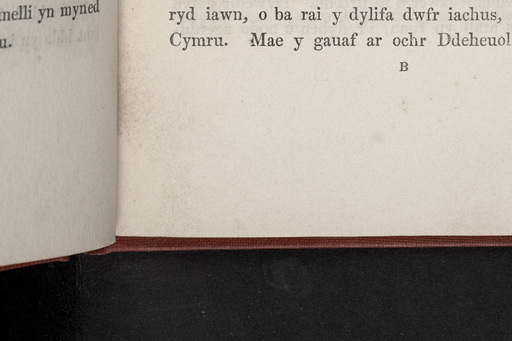 nelli yn myned
u.
ryd iawn, o ba rai y dylifa dwfr iachus,
Cymru. Mae y gauaf ar ochr Ddeheuol
B